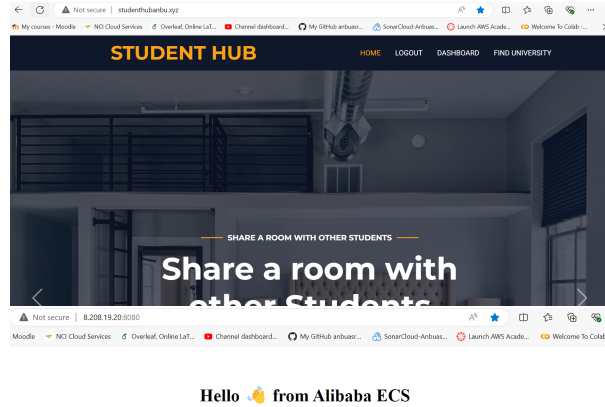 Not secure | studenthubanbu.xyz
My courses - Moodle NCI Cloud Services Overleaf, Online LaT... Channel dashboard... My GitHub anbuasr... SonarCloud-Anbuas... Launch AWS Acade... Welcome To Colab -...
STUDENT HUB
HOME LOGOUT DASHBOARD FIND UNIVERSITY
SHARE A ROOM WITH OTHER STUDENTS
Share a room with
other Students
Not secure | 8.208.19.20:8080
Moodle NCI Cloud Services Overleaf, Online LaT... Channel dashboard... My GitHub anbuasr... SonarCloud-Anbuas... Launch AWS Acade... Welcome To Colab
Hello 👋 from Alibaba ECS